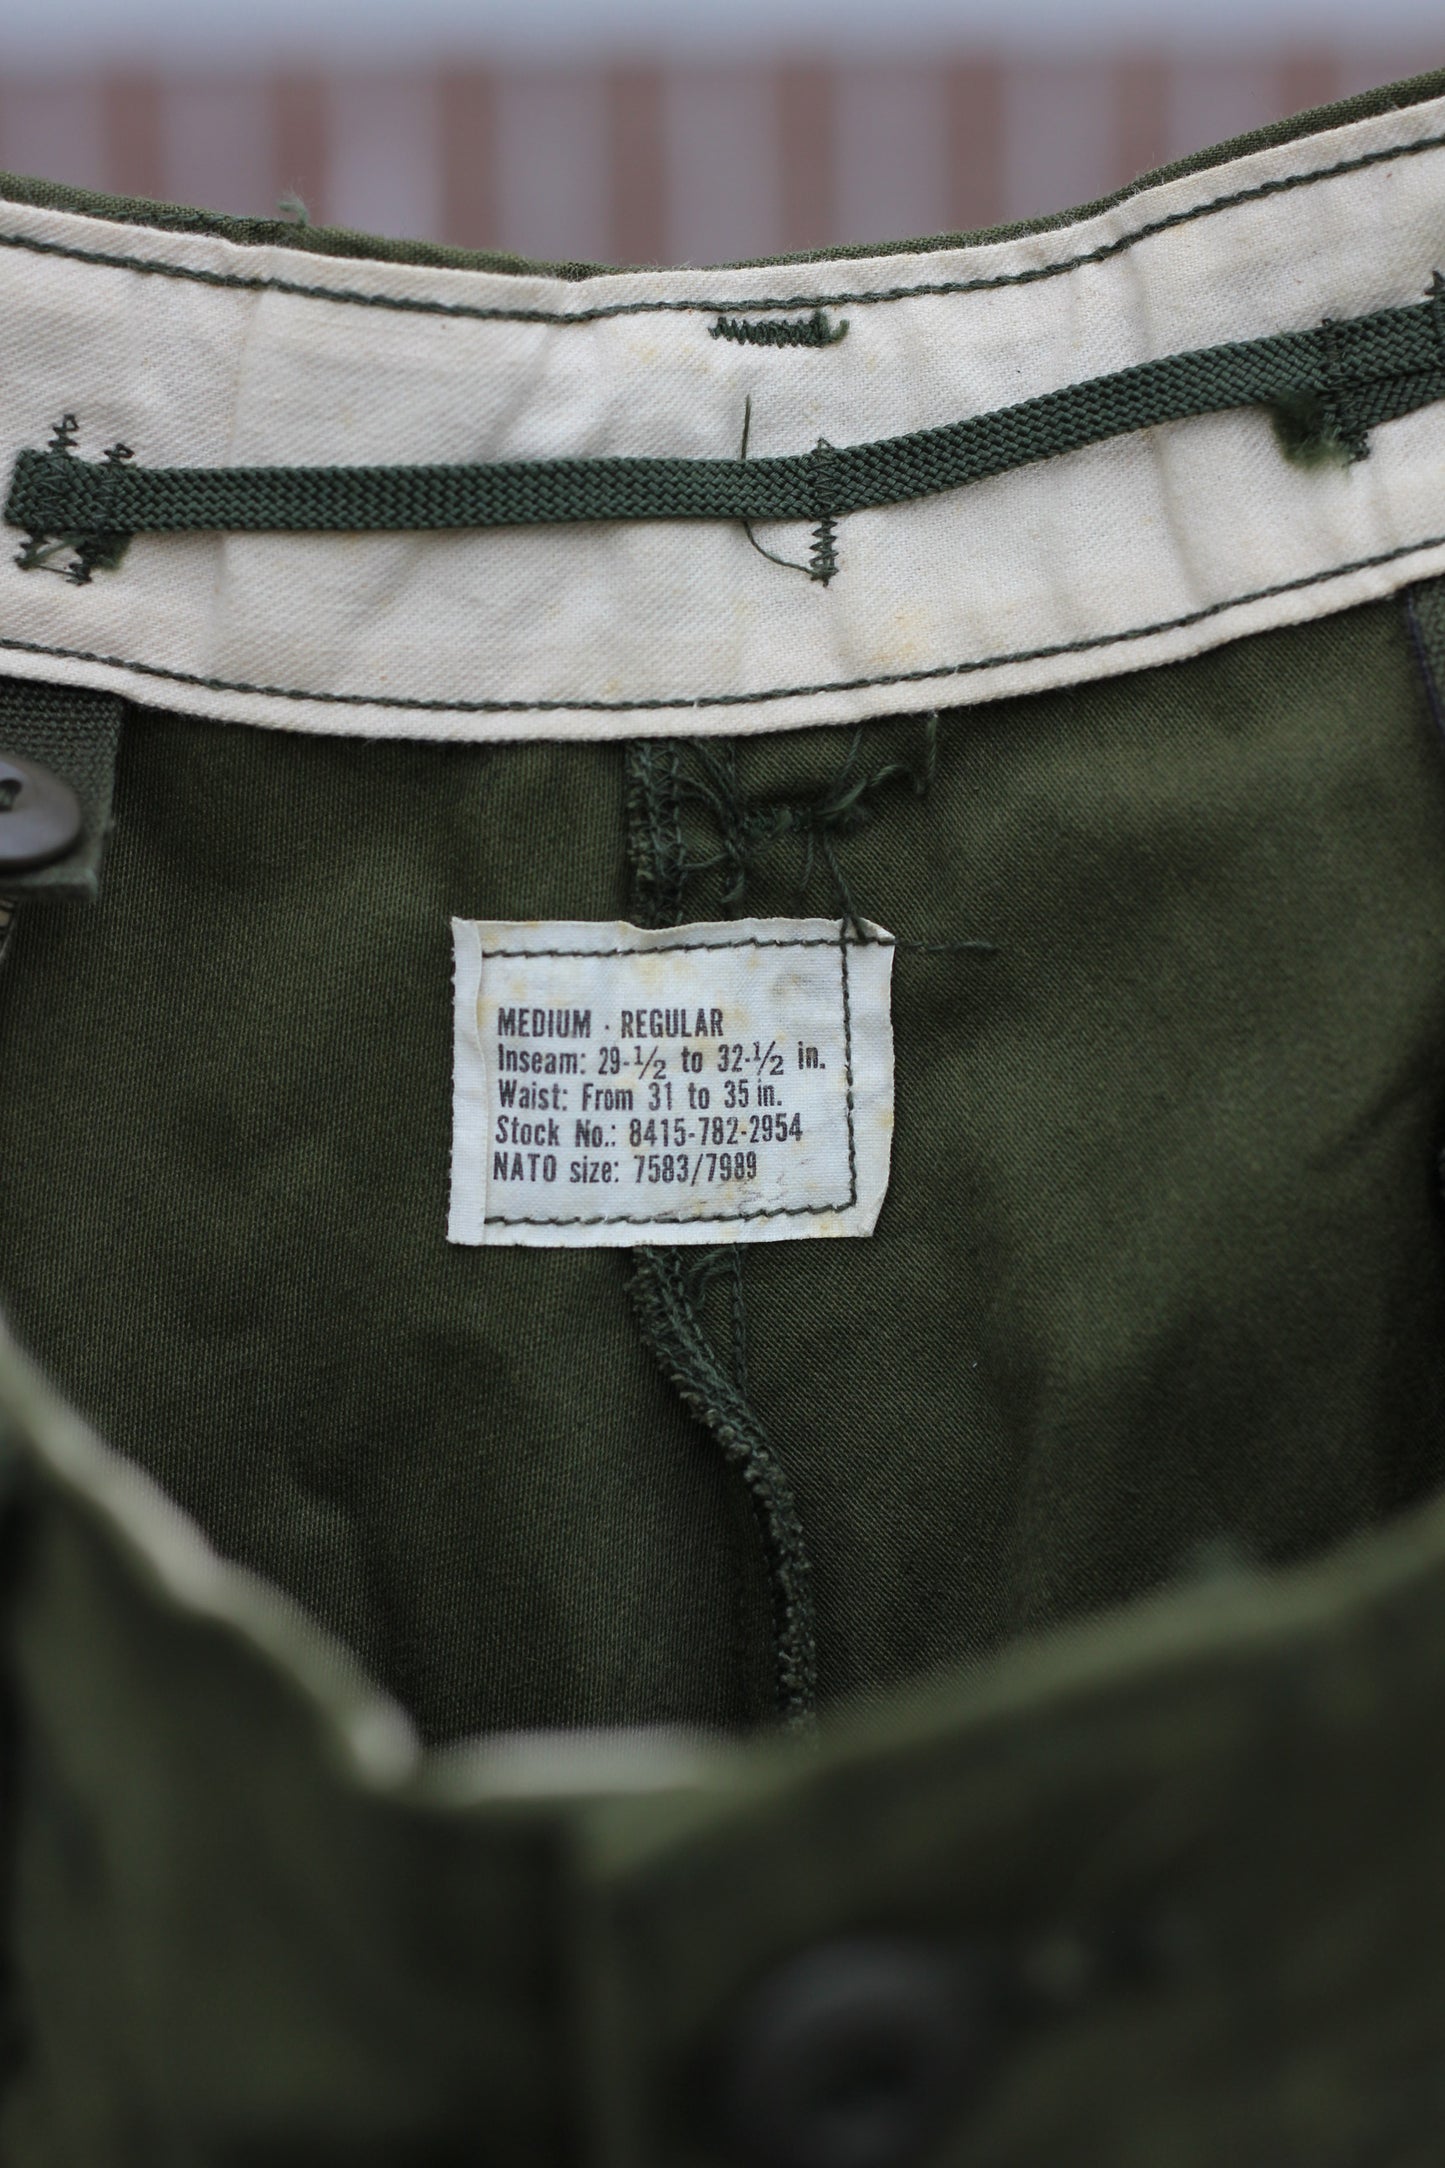 MEDIUM · REGULAR
Inseam: 29-1/2 to 32-1/2 in.
Waist: From 31 to 35 in.
Stock No.: 8415-782-2954
NATO size: 7583/7989